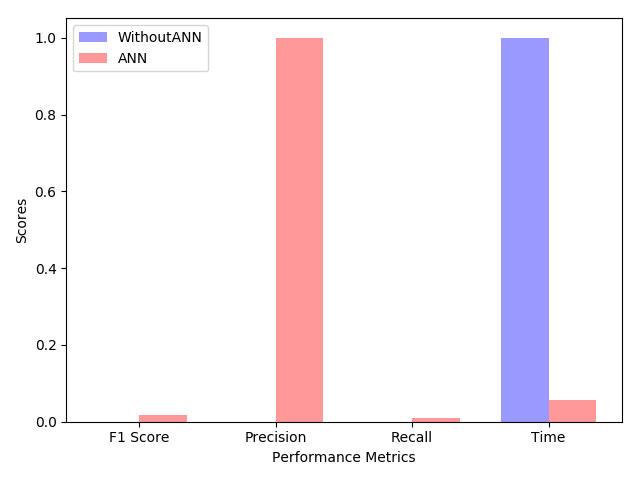 WithoutANN
ANN
1.0
0.8
0.6
0.4
0.2
0.0
Scores
F1 Score Precision Recall Time
Performance Metrics